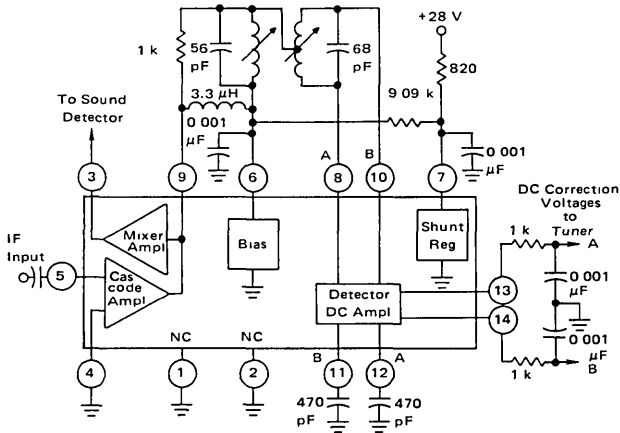 +28 V
1 k
56
pF
68
pF
820
3.3 μH
9 09 k
To Sound
Detector
0 001
μF
A
B
0 001
μF
3
9
6
8
10
7
DC Correction
Voltages
to
Tuner
Mixer
Ampl
Bias
Shunt
Reg
1 k
A
IF
Input
5
Cas
code
Ampl
13
0 001
μF
Detector
DC Ampl
14
NC
NC
0 001
μF
4
1
2
B
11
12
A
1 k
B
470
pF
470
pF